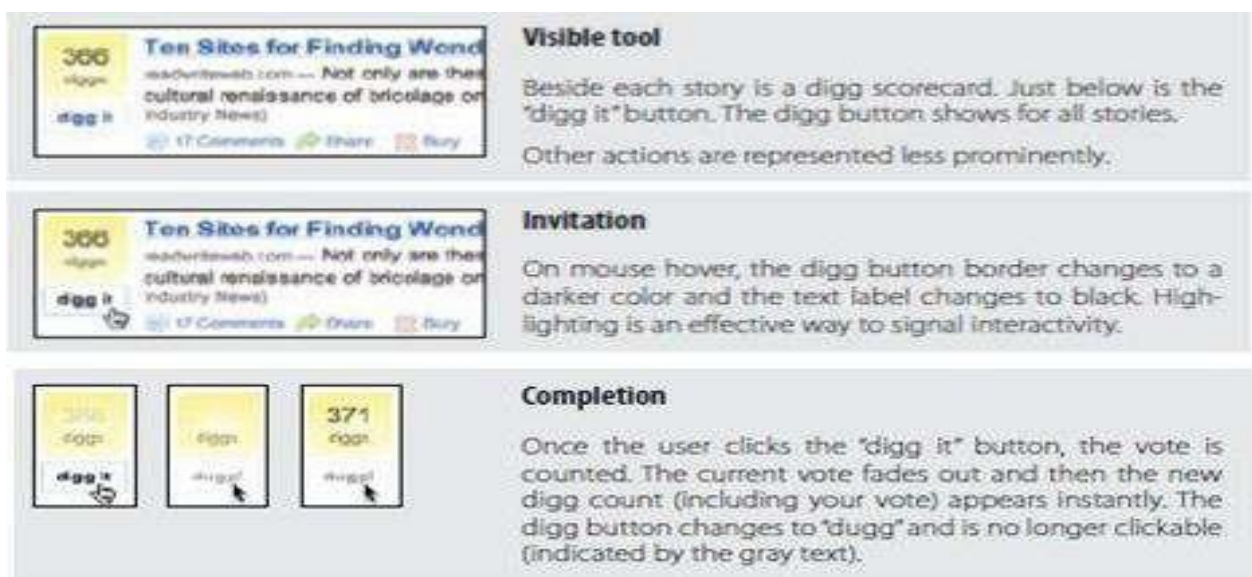 366
diggs
digg it
Ten Sites for Finding Wond
readwriteweb.com — Not only are thes
cultural renaissance of bricolage on
Industry News)
17 Comments Share Bury
Visible tool
Beside each story is a digg scorecard. Just below is the
"digg it" button. The digg button shows for all stories.
Other actions are represented less prominently.
366
diggs
digg it
Ten Sites for Finding Wond
readwriteweb.com — Not only are thes
cultural renaissance of bricolage on
Industry News)
17 Comments Share Bury
Invitation
On mouse hover, the digg button border changes to a
darker color and the text label changes to black. High-
lighting is an effective way to signal interactivity.
366
diggs
digg it
diggs
dugg!
371
diggs
dugg!
Completion
Once the user clicks the "digg it" button, the vote is
counted. The current vote fades out and then the new
digg count (including your vote) appears instantly. The
digg button changes to "dugg" and is no longer clickable
(indicated by the gray text).